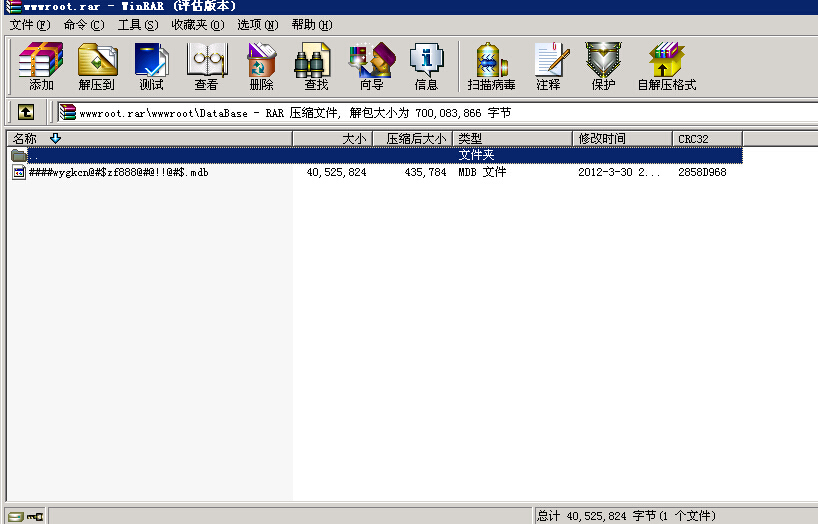 wwwroot.rar - WinRAR (评估版本)
文件(F) 命令(C) 工具(S) 收藏夹(O) 选项(N) 帮助(H)
添加 解压到 测试 查看 删除 查找 向导 信息 扫描病毒 注释 保护 自解压格式
wwwroot.rar\wwwroot\DataBase - RAR 压缩文件, 解包大小为 700,083,866 字节
名称 大小 压缩后大小 类型 修改时间 CRC32
.. 文件夹
####wygkcn@#$zf888@#@!!@#$.mdb 40,525,824 435,784 MDB 文件 2012-3-30 2... 2858D968
总计 40,525,824 字节(1 个文件)